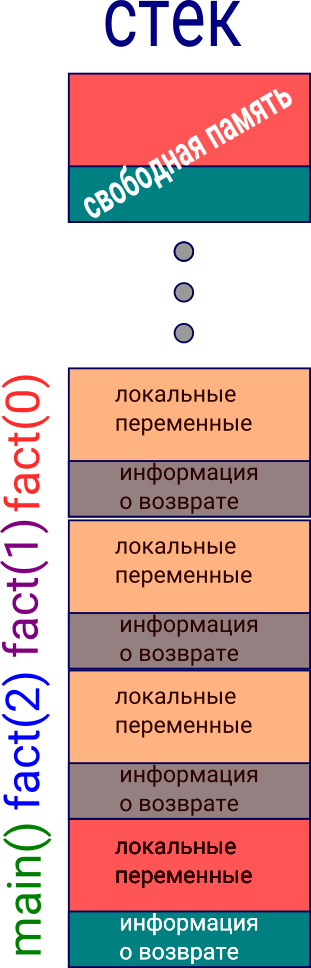 стек
свободная память
fact(0)
локальные
переменные
информация
о возврате
fact(1)
локальные
переменные
информация
о возврате
fact(2)
локальные
переменные
информация
о возврате
main()
локальные
переменные
информация
о возврате